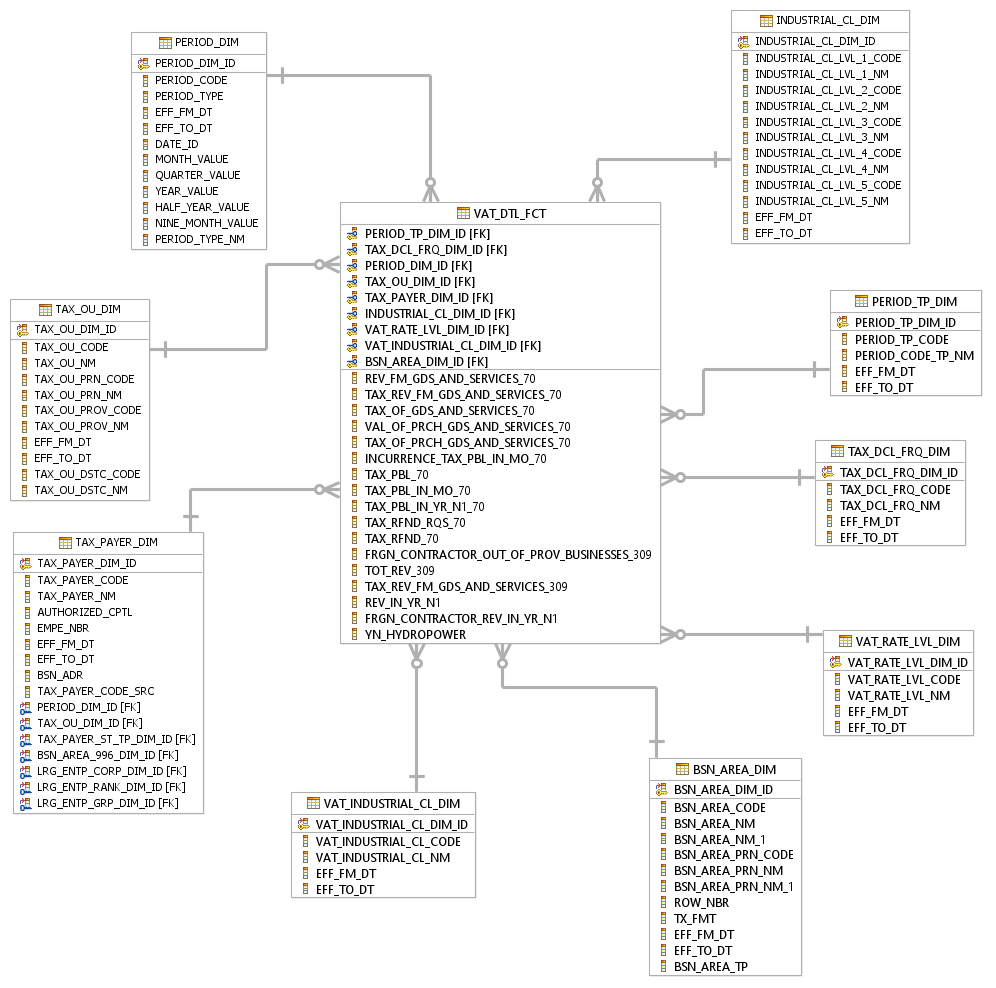 PERIOD_DIM
PERIOD_DIM_ID
PERIOD_CODE
PERIOD_TYPE
EFF_FM_DT
EFF_TO_DT
DATE_ID
MONTH_VALUE
QUARTER_VALUE
YEAR_VALUE
HALF_YEAR_VALUE
NINE_MONTH_VALUE
PERIOD_TYPE_NM
INDUSTRIAL_CL_DIM
INDUSTRIAL_CL_DIM_ID
INDUSTRIAL_CL_LVL_1_CODE
INDUSTRIAL_CL_LVL_1_NM
INDUSTRIAL_CL_LVL_2_CODE
INDUSTRIAL_CL_LVL_2_NM
INDUSTRIAL_CL_LVL_3_CODE
INDUSTRIAL_CL_LVL_3_NM
INDUSTRIAL_CL_LVL_4_CODE
INDUSTRIAL_CL_LVL_4_NM
INDUSTRIAL_CL_LVL_5_CODE
INDUSTRIAL_CL_LVL_5_NM
EFF_FM_DT
EFF_TO_DT
VAT_DTL_FCT
PERIOD_TP_DIM_ID [FK]
TAX_DCL_FRQ_DIM_ID [FK]
PERIOD_DIM_ID [FK]
TAX_OU_DIM_ID [FK]
TAX_PAYER_DIM_ID [FK]
INDUSTRIAL_CL_DIM_ID [FK]
VAT_RATE_LVL_DIM_ID [FK]
VAT_INDUSTRIAL_CL_DIM_ID [FK]
BSN_AREA_DIM_ID [FK]
REV_FM_GDS_AND_SERVICES_70
TAX_REV_FM_GDS_AND_SERVICES_70
TAX_OF_GDS_AND_SERVICES_70
VAL_OF_PRCH_GDS_AND_SERVICES_70
TAX_OF_PRCH_GDS_AND_SERVICES_70
INCURRENCE_TAX_PBL_IN_MO_70
TAX_PBL_70
TAX_PBL_IN_MO_70
TAX_PBL_IN_YR_N1_70
TAX_RFND_RQS_70
TAX_RFND_70
FRGN_CONTRACTOR_OUT_OF_PROV_BUSINESSES_309
TOT_REV_309
TAX_REV_FM_GDS_AND_SERVICES_309
REV_IN_YR_N1
FRGN_CONTRACTOR_REV_IN_YR_N1
YN_HYDROPOWER
TAX_OU_DIM
TAX_OU_DIM_ID
TAX_OU_CODE
TAX_OU_NM
TAX_OU_PRN_CODE
TAX_OU_PRN_NM
TAX_OU_PROV_CODE
TAX_OU_PROV_NM
EFF_FM_DT
EFF_TO_DT
TAX_OU_DSTC_CODE
TAX_OU_DSTC_NM
PERIOD_TP_DIM
PERIOD_TP_DIM_ID
PERIOD_TP_CODE
PERIOD_CODE_TP_NM
EFF_FM_DT
EFF_TO_DT
TAX_DCL_FRQ_DIM
TAX_DCL_FRQ_DIM_ID
TAX_DCL_FRQ_CODE
TAX_DCL_FRQ_NM
EFF_FM_DT
EFF_TO_DT
TAX_PAYER_DIM
TAX_PAYER_DIM_ID
TAX_PAYER_CODE
TAX_PAYER_NM
AUTHORIZED_CPTL
EMPE_NBR
EFF_FM_DT
EFF_TO_DT
BSN_ADR
TAX_PAYER_CODE_SRC
PERIOD_DIM_ID [FK]
TAX_OU_DIM_ID [FK]
TAX_PAYER_ST_TP_DIM_ID [FK]
BSN_AREA_996_DIM_ID [FK]
LRG_ENTP_CORP_DIM_ID [FK]
LRG_ENTP_RANK_DIM_ID [FK]
LRG_ENTP_GRP_DIM_ID [FK]
VAT_RATE_LVL_DIM
VAT_RATE_LVL_DIM_ID
VAT_RATE_LVL_CODE
VAT_RATE_LVL_NM
EFF_FM_DT
EFF_TO_DT
VAT_INDUSTRIAL_CL_DIM
VAT_INDUSTRIAL_CL_DIM_ID
VAT_INDUSTRIAL_CL_CODE
VAT_INDUSTRIAL_CL_NM
EFF_FM_DT
EFF_TO_DT
BSN_AREA_DIM
BSN_AREA_DIM_ID
BSN_AREA_CODE
BSN_AREA_NM
BSN_AREA_NM_1
BSN_AREA_PRN_CODE
BSN_AREA_PRN_NM
BSN_AREA_PRN_NM_1
ROW_NBR
TX_FMT
EFF_FM_DT
EFF_TO_DT
BSN_AREA_TP